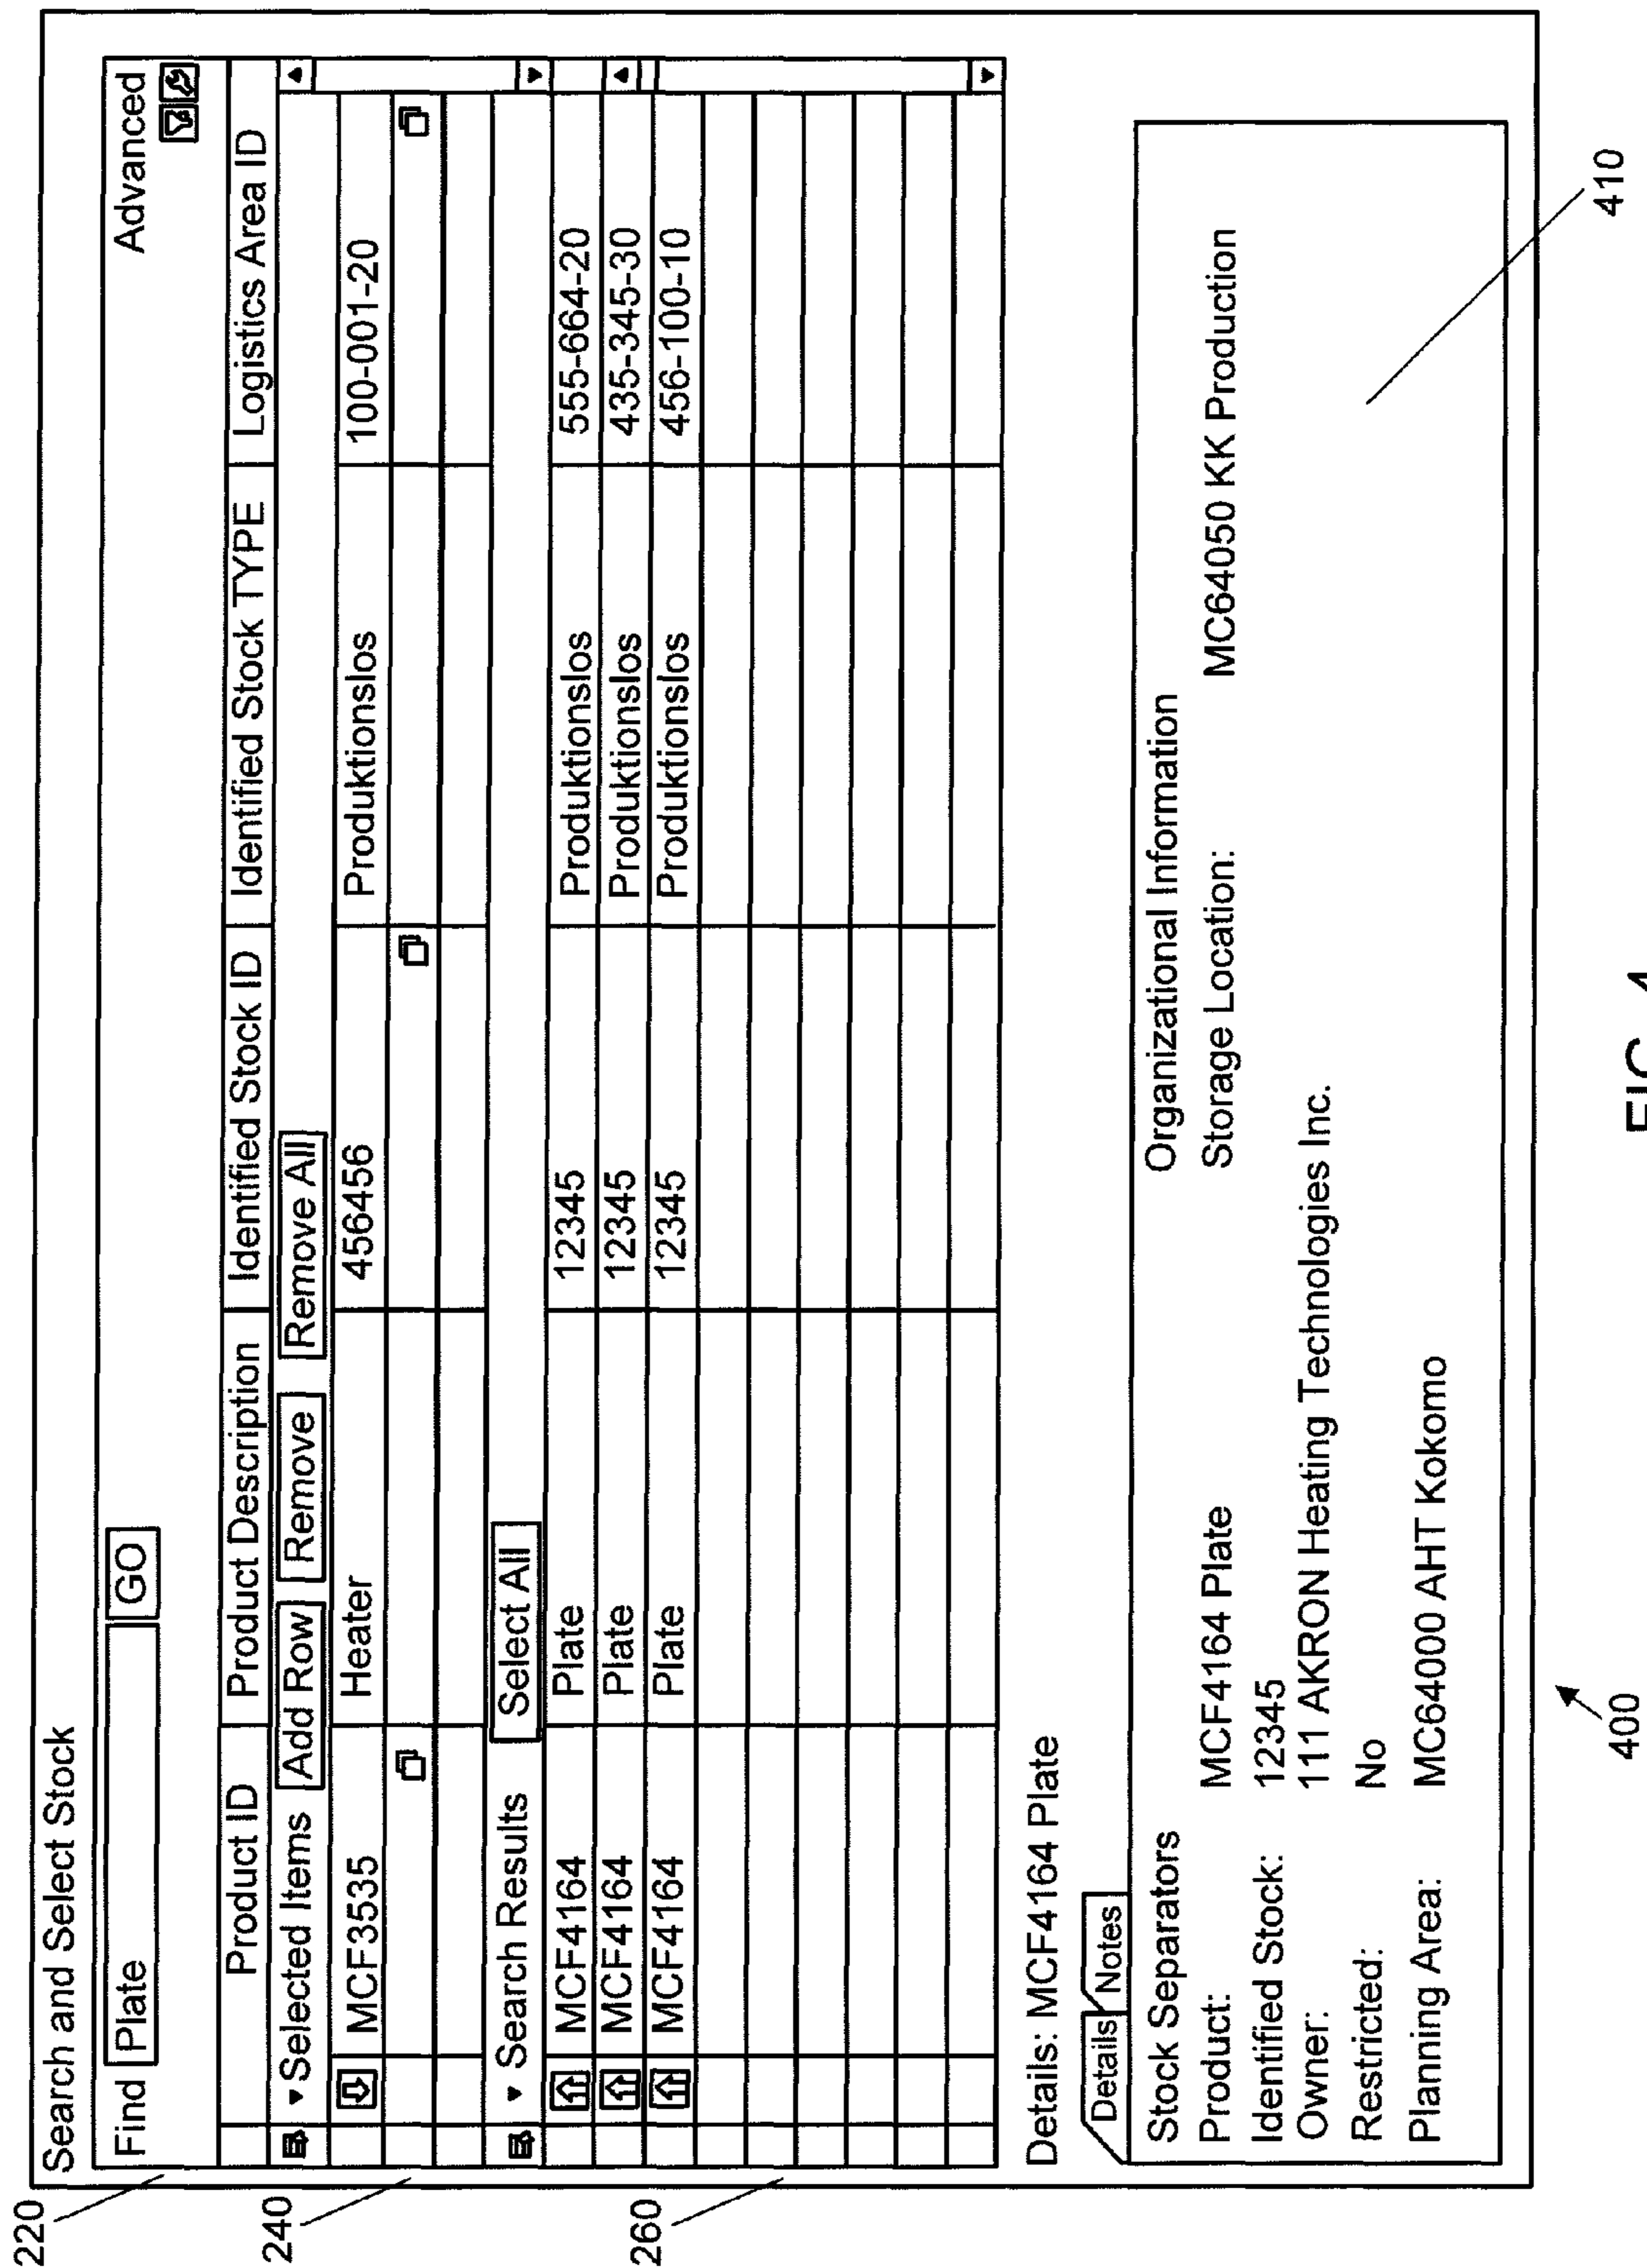 Search and Select Stock
220
Find Plate GO Advanced
Product ID Product Description Identified Stock ID Identified Stock TYPE Logistics Area ID
240
Selected Items Add Row Remove Remove All
MCF3535 Heater 456456 Produktionslos 100-001-20
Search Results Select All
MCF4164 Plate 12345 Produktionslos 555-664-20
MCF4164 Plate 12345 Produktionslos 435-345-30
MCF4164 Plate 12345 Produktionslos 456-100-10
260
Details: MCF4164 Plate
Details Notes
Stock Separators Organizational Information
Product: MCF4164 Plate Storage Location: MC64050 KK Production
Identified Stock: 12345
Owner: 111 AKRON Heating Technologies Inc.
Restricted: No
Planning Area: MC64000 AHT Kokomo
400
410
FIG. 4